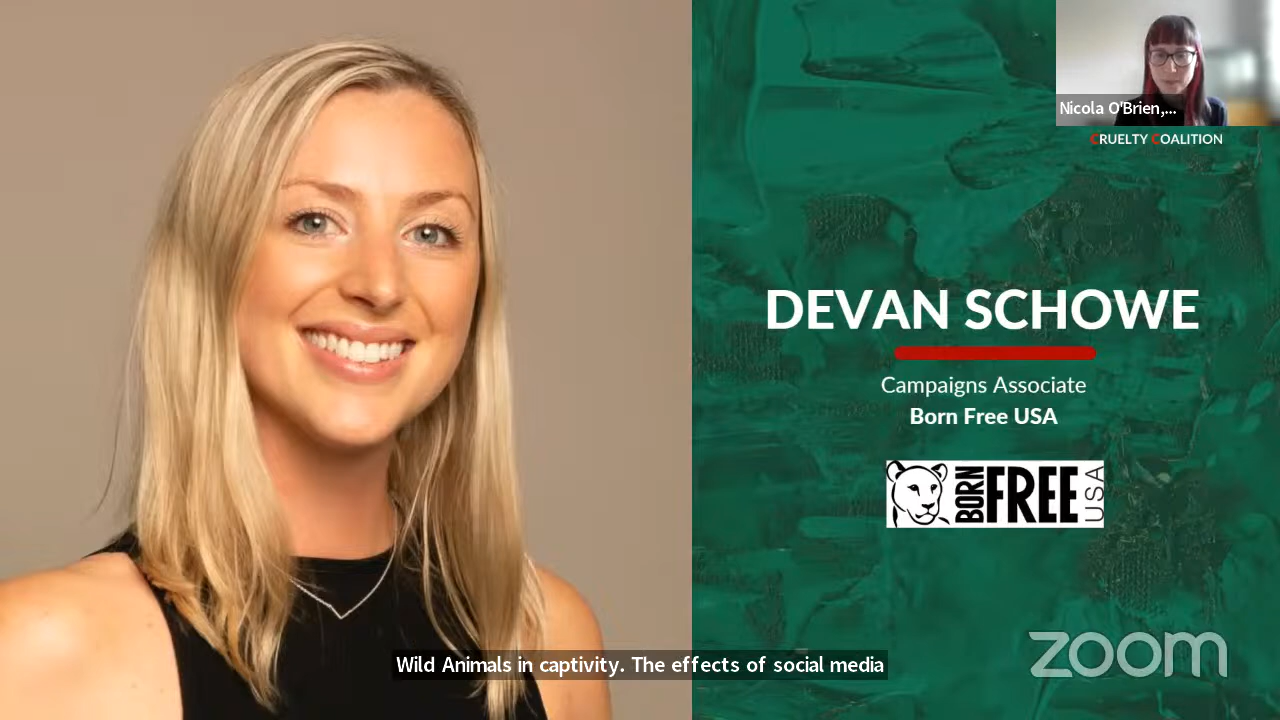 Nicola O'Brien,...
CRUELTY COALITION
DEVAN SCHOWE
Campaigns Associate
Born Free USA
BORN FREE USA
zoom
Wild Animals in captivity. The effects of social media